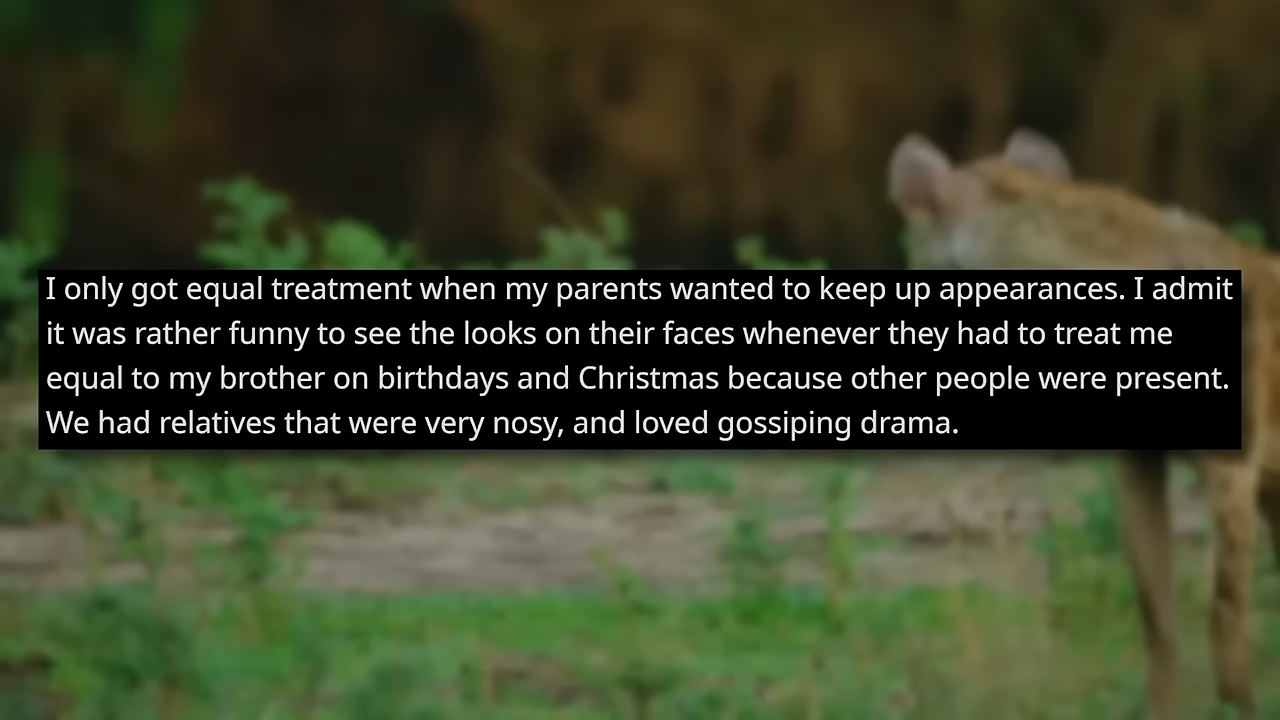 I only got equal treatment when my parents wanted to keep up appearances. I admit
it was rather funny to see the looks on their faces whenever they had to treat me
equal to my brother on birthdays and Christmas because other people were present.
We had relatives that were very nosy, and loved gossiping drama.